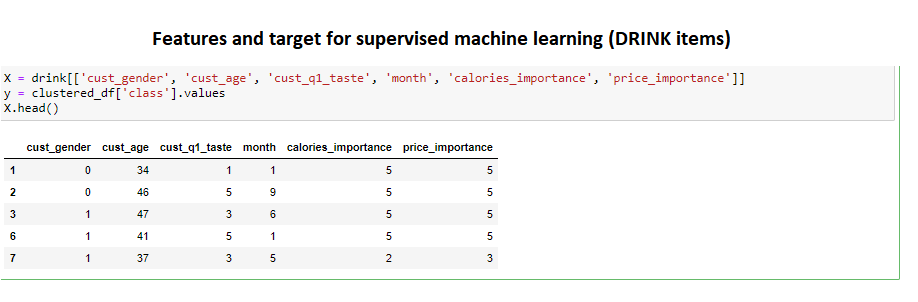 Features and target for supervised machine learning (DRINK items)
X = drink[['cust_gender', 'cust_age', 'cust_q1_taste', 'month', 'calories_importance', 'price_importance']]
y = clustered_df['class'].values
X.head()
cust_gender cust_age cust_q1_taste month calories_importance price_importance
1 0 34 1 1 5 5
2 0 46 5 9 5 5
3 1 47 3 6 5 5
6 1 41 5 1 5 5
7 1 37 3 5 2 3